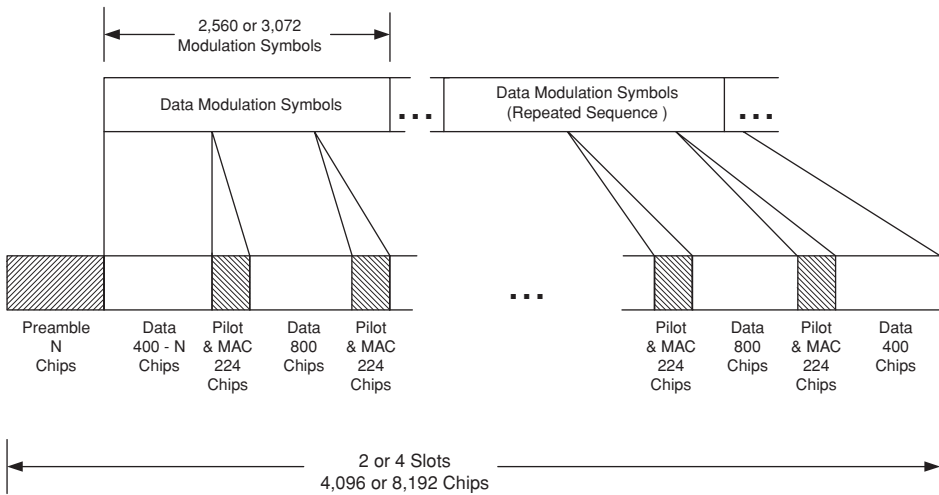 2,560 or 3,072
Modulation Symbols
Data Modulation Symbols
...
Data Modulation Symbols
(Repeated Sequence )
...
...
Preamble
N
Chips
Data
400 - N
Chips
Pilot
& MAC
224
Chips
Data
800
Chips
Pilot
& MAC
224
Chips
Pilot
& MAC
224
Chips
Data
800
Chips
Pilot
& MAC
224
Chips
Data
400
Chips
2 or 4 Slots
4,096 or 8,192 Chips